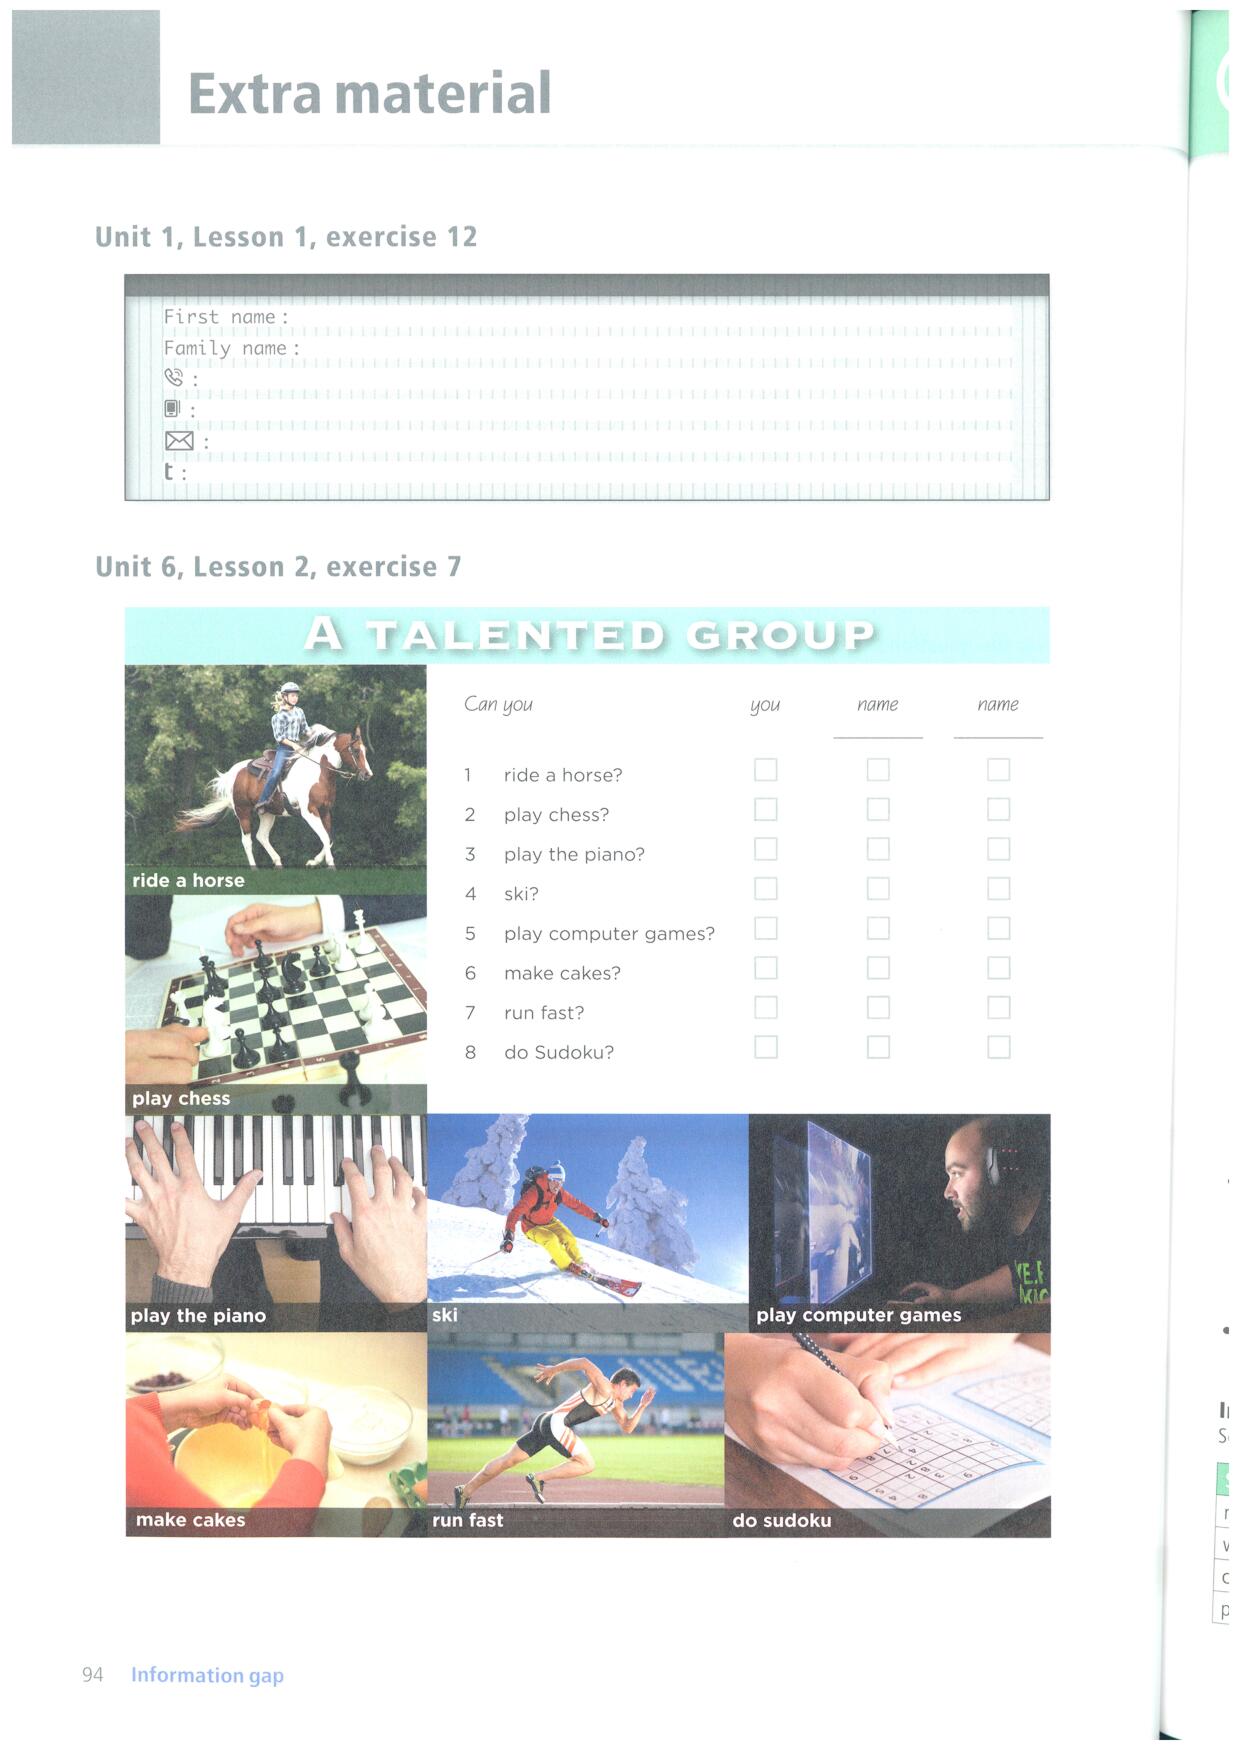 Extra material
Unit 1, Lesson 1, exercise 12
First name :
Family name :
:
:
:
t :
Unit 6, Lesson 2, exercise 7
A TALENTED GROUP
Can you you name name
1 ride a horse?
2 play chess?
3 play the piano?
4 ski?
5 play computer games?
6 make cakes?
7 run fast?
8 do Sudoku?
ride a horse
play chess
play the piano
ski
play computer games
make cakes
run fast
do sudoku
94 Information gap